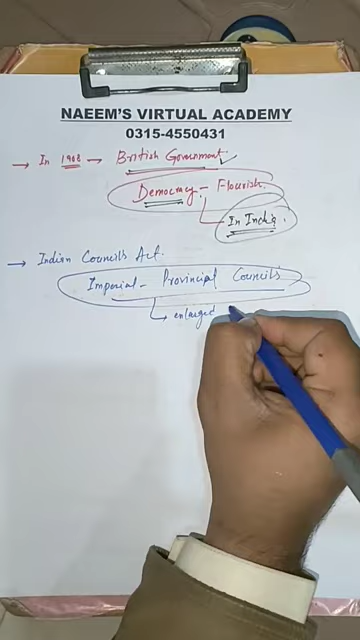 NAEEM'S VIRTUAL ACADEMY
0315-4550431
→ In 1908 → British Government ✓
Democracy - Flourish.
In India.
→ Indian Councils Act.
Imperial - Provincial Councils
→ enlarged